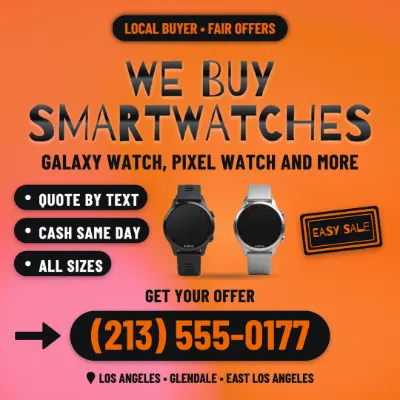 LOCAL BUYER • FAIR OFFERS
WE BUY
SMARTWATCHES
GALAXY WATCH, PIXEL WATCH AND MORE
• QUOTE BY TEXT
• CASH SAME DAY
• ALL SIZES
EASY SALE
GET YOUR OFFER
(213) 555-0177
LOS ANGELES • GLENDALE • EAST LOS ANGELES